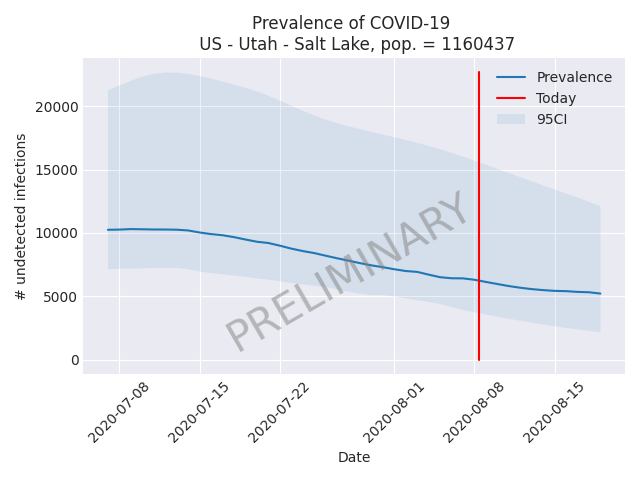 Prevalence of COVID-19
US - Utah - Salt Lake, pop. = 1160437
Prevalence
Today
95CI
# undetected infections
20000
15000
10000
5000
0
PRELIMINARY
2020-07-08
2020-07-15
2020-07-22
2020-08-01
2020-08-08
2020-08-15
Date